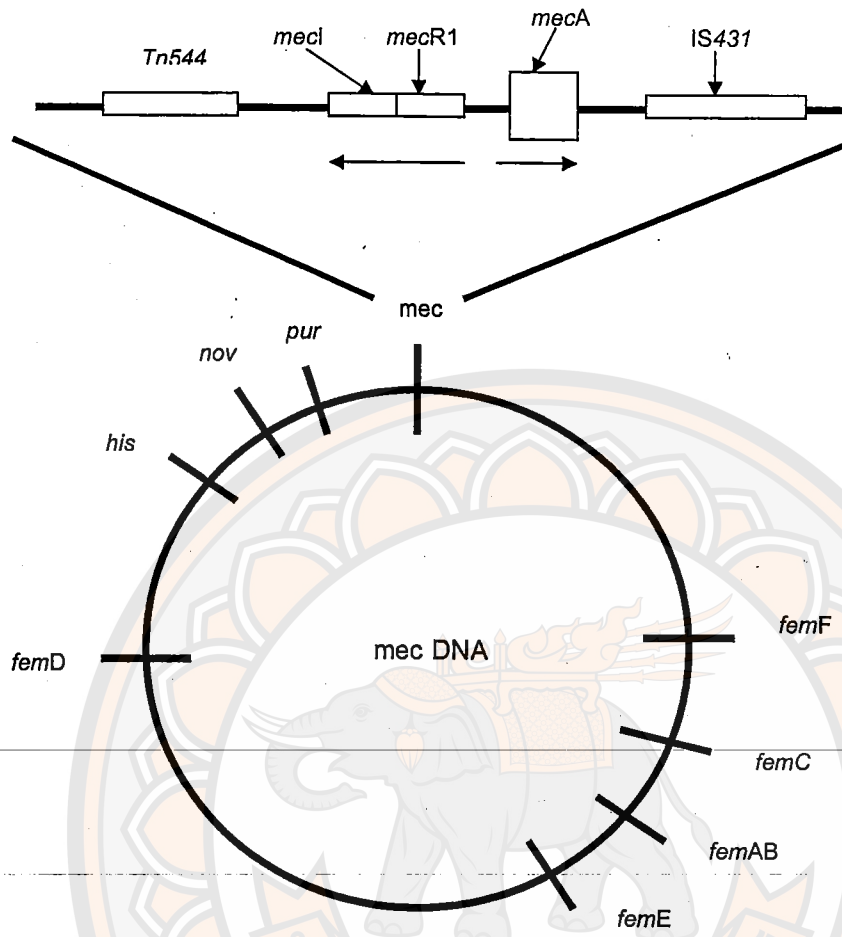 Tn544
mecI
mecR1
mecA
IS431
mec
pur
nov
his
femD
mec DNA
femF
femC
femAB
femE